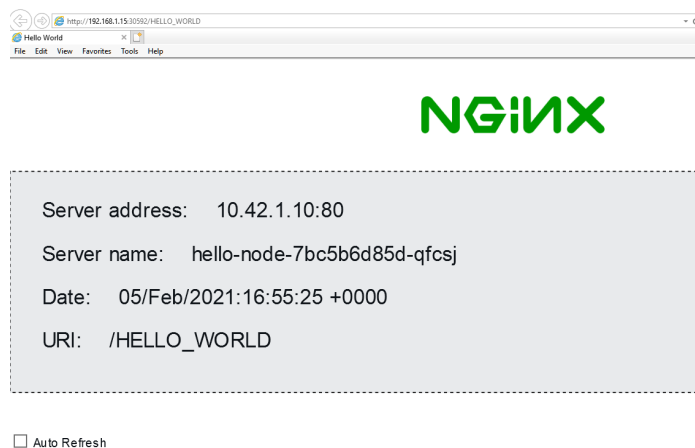 http://192.168.1.15:30592/HELLO_WORLD
Hello World
File Edit View Favorites Tools Help
NGiNX
Server address: 10.42.1.10:80
Server name: hello-node-7bc5b6d85d-qfcsj
Date: 05/Feb/2021:16:55:25 +0000
URI: /HELLO_WORLD
Auto Refresh